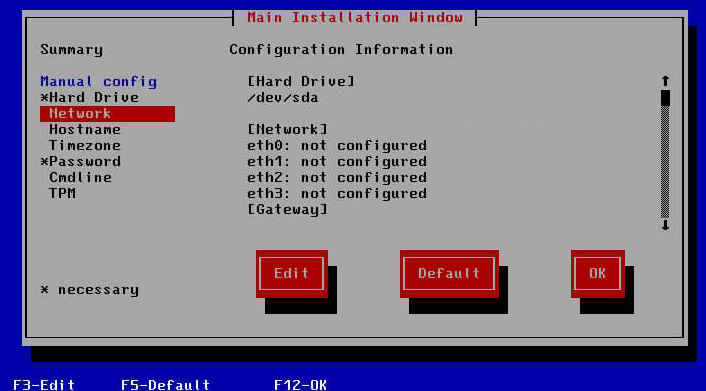 Main Installation Window
Summary
Configuration Information
Manual config
*Hard Drive
Network
Hostname
Timezone
*Password
Cmdline
TPM
* necessary
[Hard Drive]
/dev/sda
[Network]
eth0: not configured
eth1: not configured
eth2: not configured
eth3: not configured
[Gateway]
Edit
Default
OK
F3-Edit
F5-Default
F12-OK